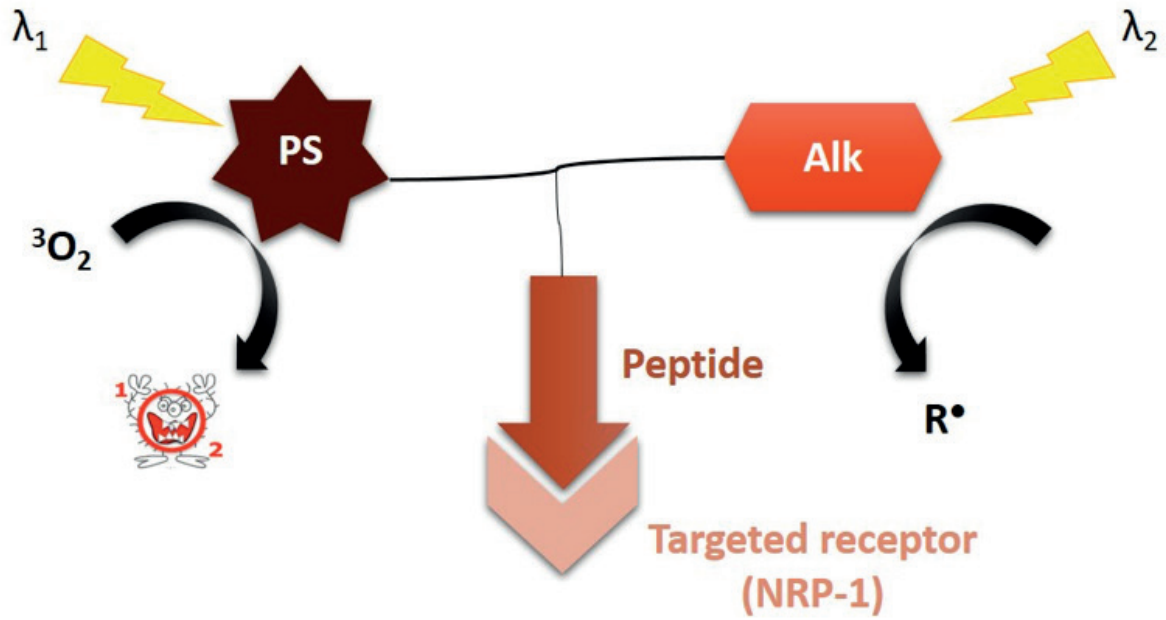 λ₁
λ₂
PS
Alk
³O₂
1
2
Peptide
R•
Targeted receptor
(NRP-1)